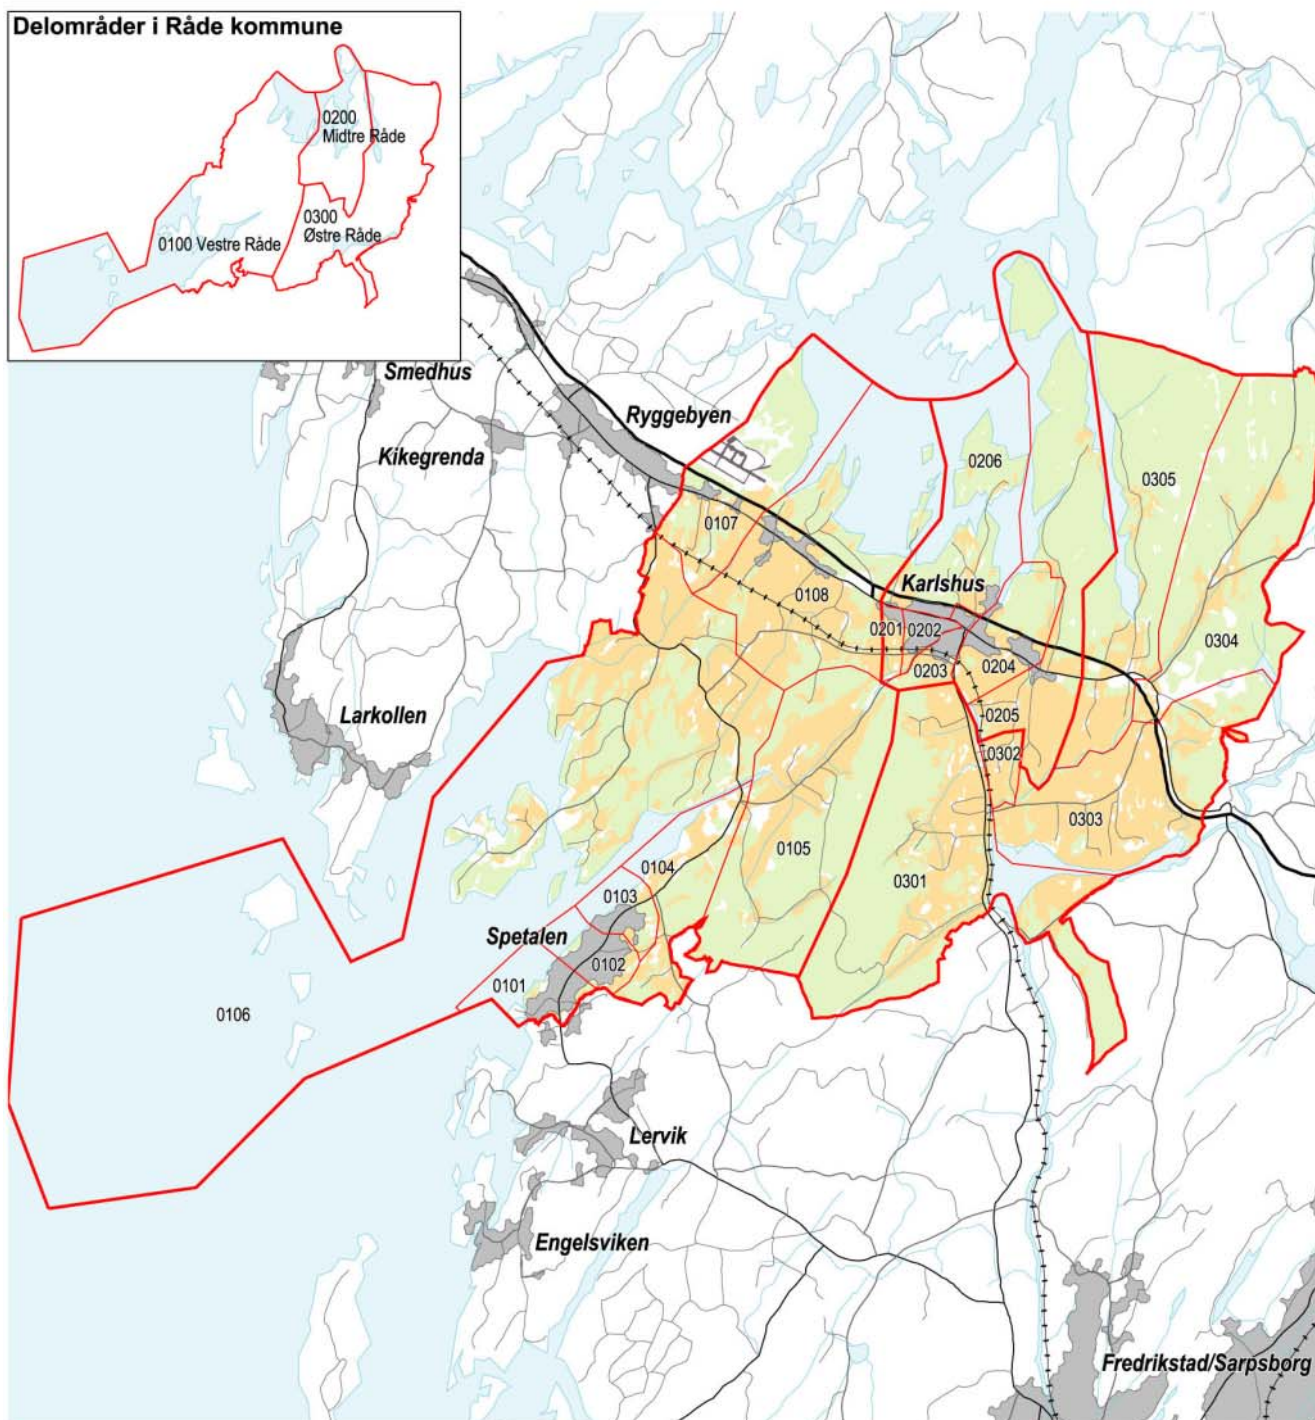 Delområder i Råde kommune
0200
Midtre Råde
0300
Østre Råde
0100 Vestre Råde
Smedhus
Ryggebyen
Kikegrenda
0206
0305
0107
Karlshus
0108
0201
0202
0304
0203
0204
Larkollen
0205
0302
0303
0105
0104
0301
0103
Spetalen
0102
0101
0106
Lervik
Engelsviken
Fredrikstad/Sarpsborg